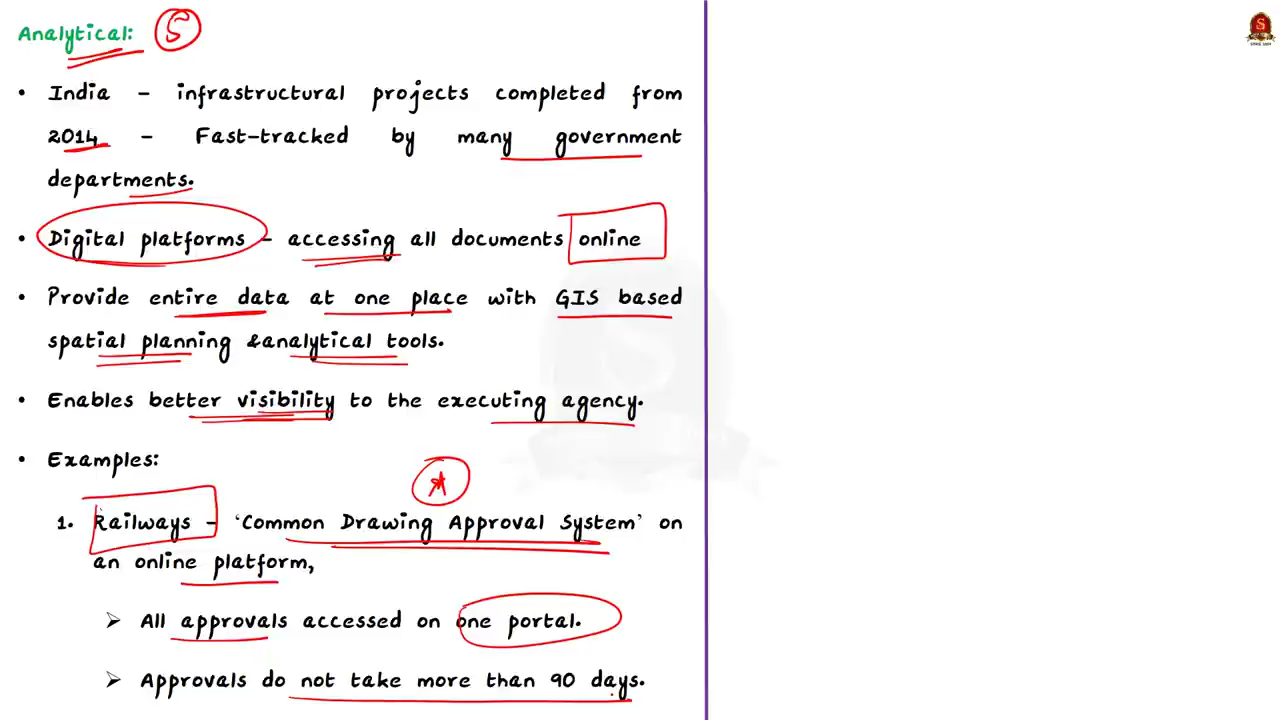 Analytical: 5
• India - infrastructural projects completed from
2014 - Fast-tracked by many government
departments.
• Digital platforms - accessing all documents online
• Provide entire data at one place with GIS based
spatial planning &analytical tools.
• Enables better visibility to the executing agency.
• Examples:
1. Railways - ‘Common Drawing Approval System’ on
an online platform,
➢ All approvals accessed on one portal.
➢ Approvals do not take more than 90 days.